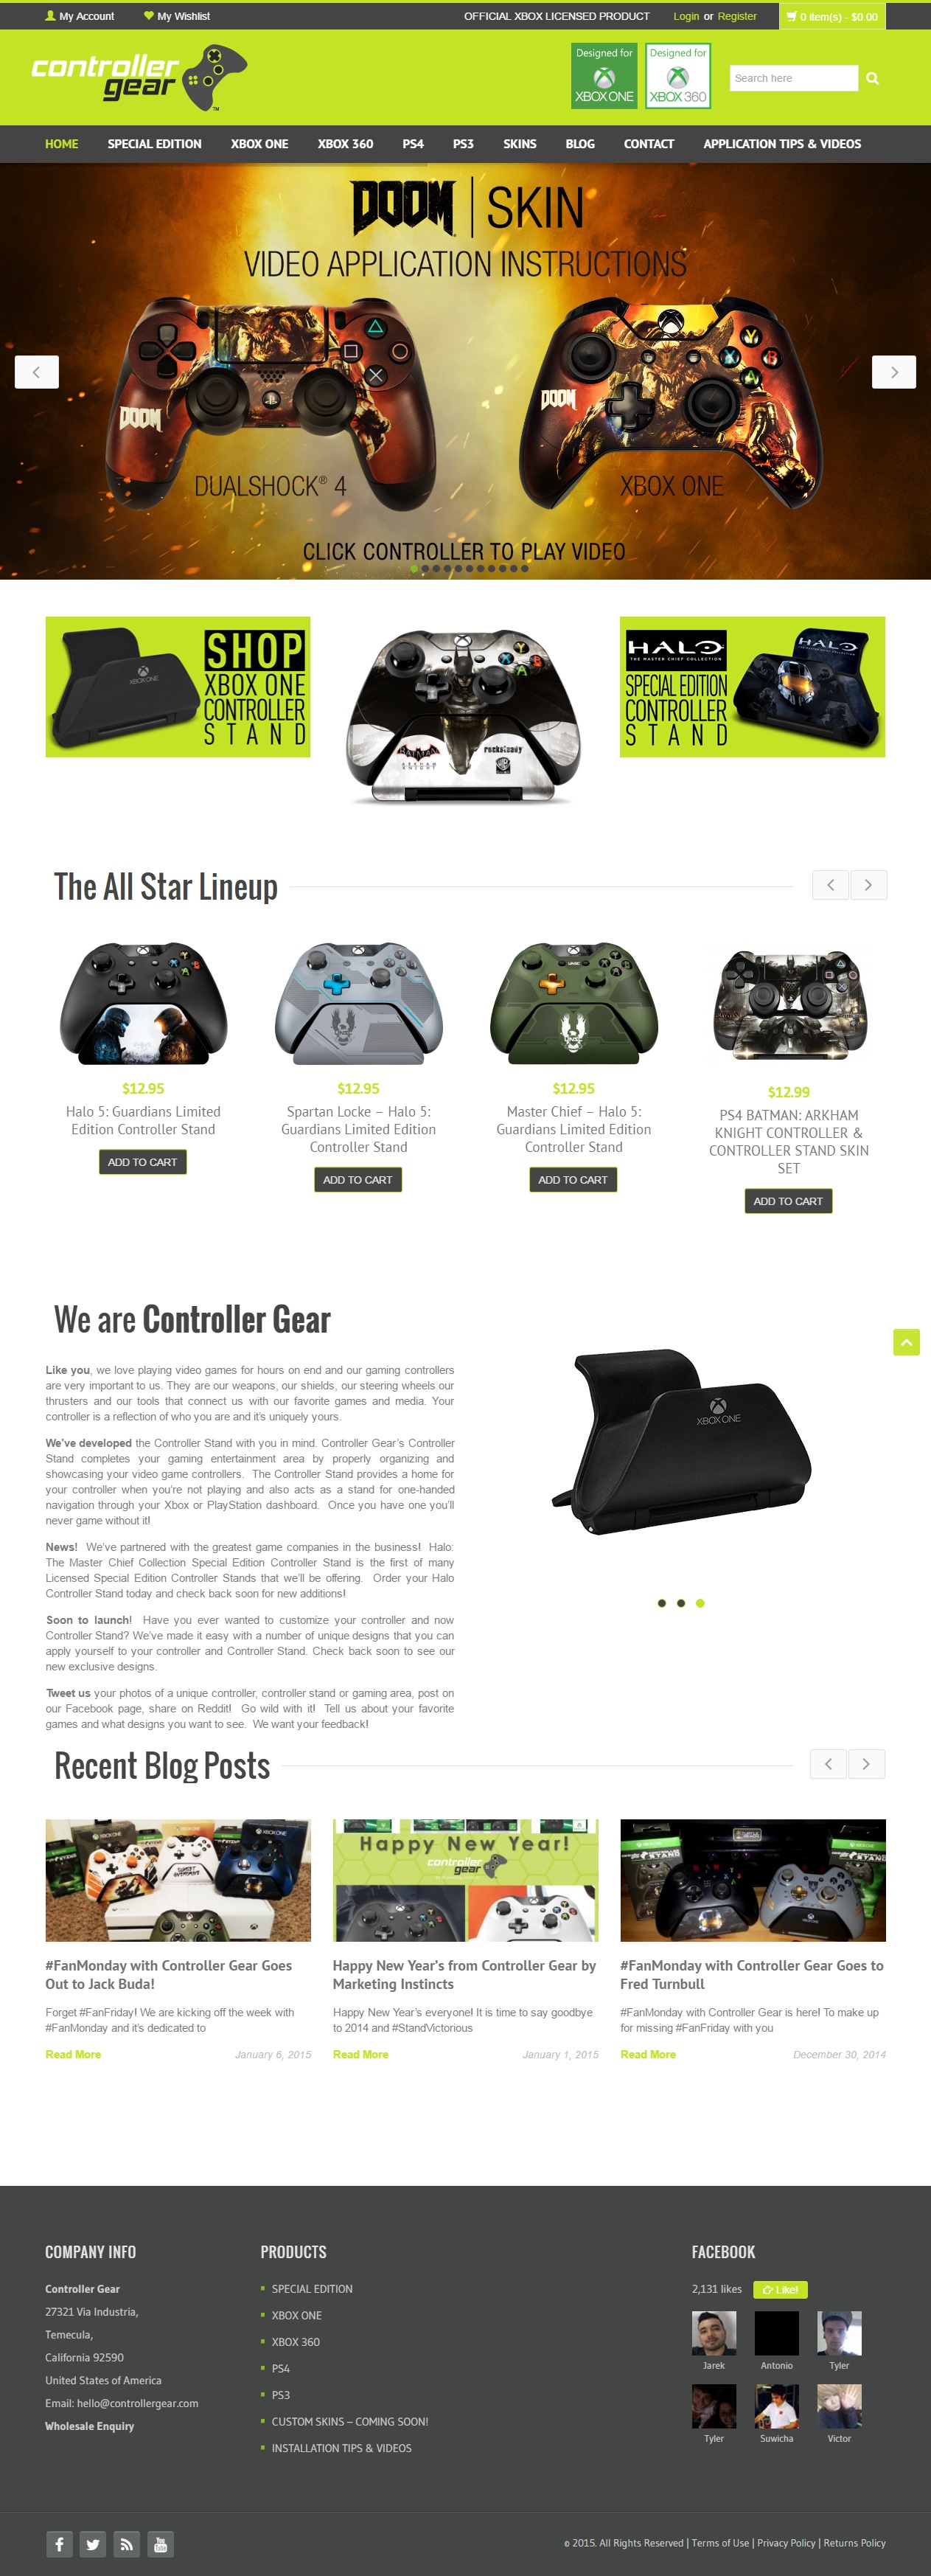 My Account My Wishlist OFFICIAL XBOX LICENSED PRODUCT Login or Register 0 item(s) - $0.00
controller
gear
TM
Designed for
XBOX ONE
Designed for
XBOX 360
Search here
HOME SPECIAL EDITION XBOX ONE XBOX 360 PS4 PS3 SKINS BLOG CONTACT APPLICATION TIPS & VIDEOS
DOOM | SKIN
VIDEO APPLICATION INSTRUCTIONS
Y
X B
A
DOOM
DOOM
DUALSHOCK® 4
XBOX ONE
CLICK CONTROLLER TO PLAY VIDEO
XBOX ONE
SHOP
XBOX ONE
CONTROLLER
STAND
BATMAN
ARKHAM
KNIGHT
rocksteady
HALO
THE MASTER CHIEF COLLECTION
SPECIAL EDITION
CONTROLLER
STAND
HALO
The All Star Lineup
$12.95
Halo 5: Guardians Limited
Edition Controller Stand
ADD TO CART
$12.95
Spartan Locke – Halo 5:
Guardians Limited Edition
Controller Stand
ADD TO CART
$12.95
Master Chief – Halo 5:
Guardians Limited Edition
Controller Stand
ADD TO CART
$12.99
PS4 BATMAN: ARKHAM
KNIGHT CONTROLLER &
CONTROLLER STAND SKIN
SET
ADD TO CART
We are Controller Gear
Like you, we love playing video games for hours on end and our gaming controllers
are very important to us. They are our weapons, our shields, our steering wheels our
thrusters and our tools that connect us with our favorite games and media. Your
controller is a reflection of who you are and it's uniquely yours.
We've developed the Controller Stand with you in mind. Controller Gear's Controller
Stand completes your gaming entertainment area by properly organizing and
showcasing your video game controllers. The Controller Stand provides a home for
your controller when you're not playing and also acts as a stand for one-handed
navigation through your Xbox or PlayStation dashboard. Once you have one you'll
never game without it!
News! We've partnered with the greatest game companies in the business! Halo:
The Master Chief Collection Special Edition Controller Stand is the first of many
Licensed Special Edition Controller Stands that we'll be offering. Order your Halo
Controller Stand today and check back soon for new additions!
Soon to launch! Have you ever wanted to customize your controller and now
Controller Stand? We've made it easy with a number of unique designs that you can
apply yourself to your controller and Controller Stand. Check back soon to see our
new exclusive designs.
Tweet us your photos of a unique controller, controller stand or gaming area, post on
our Facebook page, share on Reddit! Go wild with it! Tell us about your favorite
games and what designs you want to see. We want your feedback!
XBOX ONE
Recent Blog Posts
Happy New Year!
controller
gear
#FanMonday with Controller Gear Goes
Out to Jack Buda!
Forget #FanFriday! We are kicking off the week with
#FanMonday and it's dedicated to
Read More January 6, 2015
Happy New Year's from Controller Gear by
Marketing Instincts
Happy New Year's everyone! It is time to say goodbye
to 2014 and #StandVictorious
Read More January 1, 2015
#FanMonday with Controller Gear Goes to
Fred Turnbull
#FanMonday with Controller Gear is here! To make up
for missing #FanFriday with you
Read More December 30, 2014
COMPANY INFO
Controller Gear
27321 Via Industria,
Temecula,
California 92590
United States of America
Email: hello@controllergear.com
Wholesale Enquiry
PRODUCTS
SPECIAL EDITION
XBOX ONE
XBOX 360
PS4
PS3
CUSTOM SKINS – COMING SOON!
INSTALLATION TIPS & VIDEOS
FACEBOOK
2,131 likes Like!
Jarek Antonio Tyler
Tyler Suwicha Victor
You
Tube
© 2015. All Rights Reserved | Terms of Use | Privacy Policy | Returns Policy